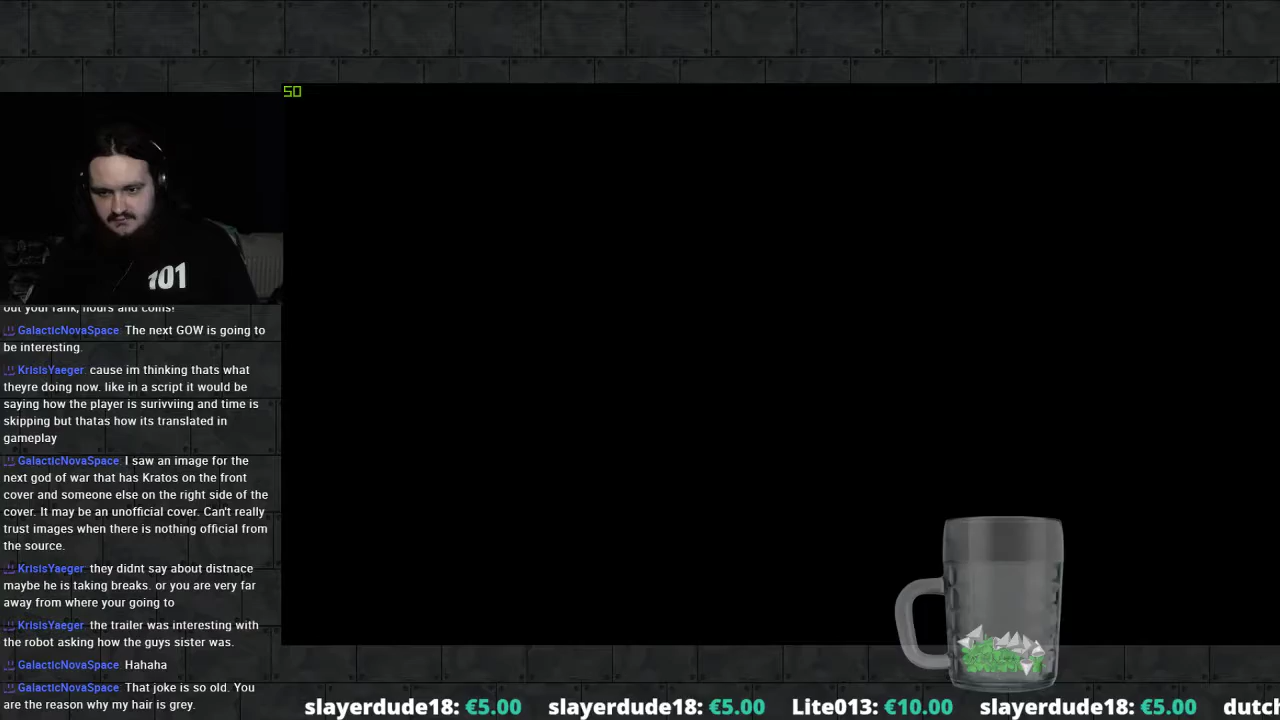 50
101
out your rank, hours and coins!
GalacticNovaSpace: The next GOW is going to
be interesting.
KrisisYaeger: cause im thinking thats what
theyre doing now. like in a script it would be
saying how the player is surivviing and time is
skipping but thatas how its translated in
gameplay
GalacticNovaSpace: I saw an image for the
next god of war that has Kratos on the front
cover and someone else on the right side of the
cover. It may be an unofficial cover. Can't really
trust images when there is nothing official from
the source.
KrisisYaeger: they didnt say about distnace
maybe he is taking breaks. or you are very far
away from where your going to
KrisisYaeger: the trailer was interesting with
the robot asking how the guys sister was.
GalacticNovaSpace: Hahaha
GalacticNovaSpace: That joke is so old. You
are the reason why my hair is grey.
slayerdude18: €5.00 slayerdude18: €5.00 Lite013: €10.00 slayerdude18: €5.00 dutch